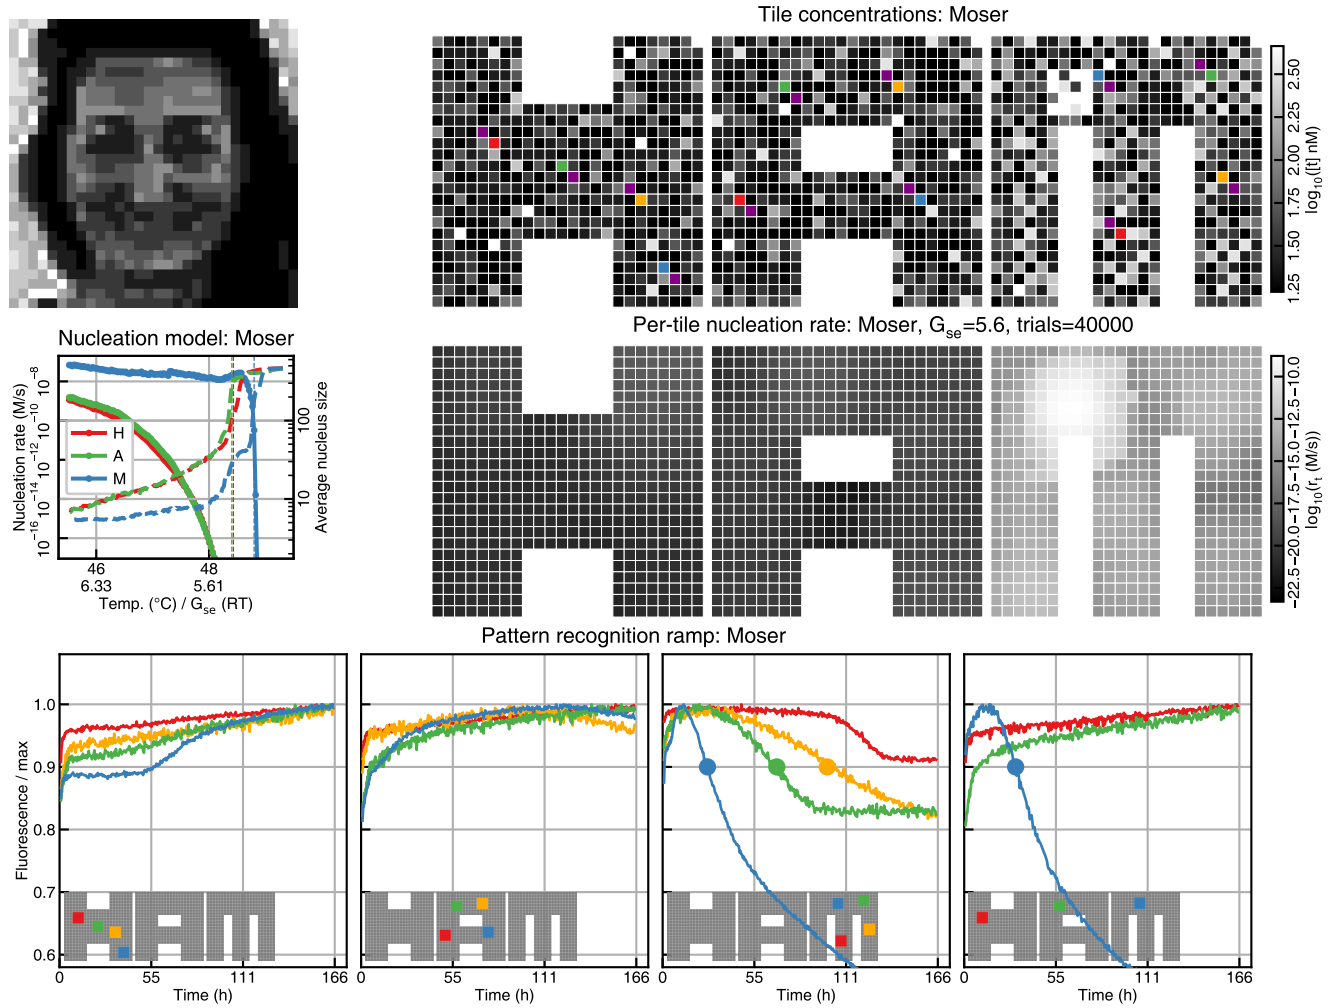 Tile concentrations: Moser
2.50
2.25
2.00
1.75
1.50
1.25
log₁₀([t] nM)
Nucleation model: Moser
Nucleation rate (M/s)
10⁻⁸
10⁻¹⁰
10⁻¹²
10⁻¹⁴
10⁻¹⁶
H
A
M
100
10
Average nucleus size
46
48
6.33
5.61
Temp. (°C) / Gse (RT)
Per-tile nucleation rate: Moser, Gse=5.6, trials=40000
−10.0
−12.5
−15.0
−17.5
−20.0
−22.5
log₁₀(rt (M/s))
Pattern recognition ramp: Moser
Fluorescence / max
1.0
0.9
0.8
0.7
0.6
0 55 111 166
0 55 111 166
0 55 111 166
0 55 111 166
Time (h)
Time (h)
Time (h)
Time (h)